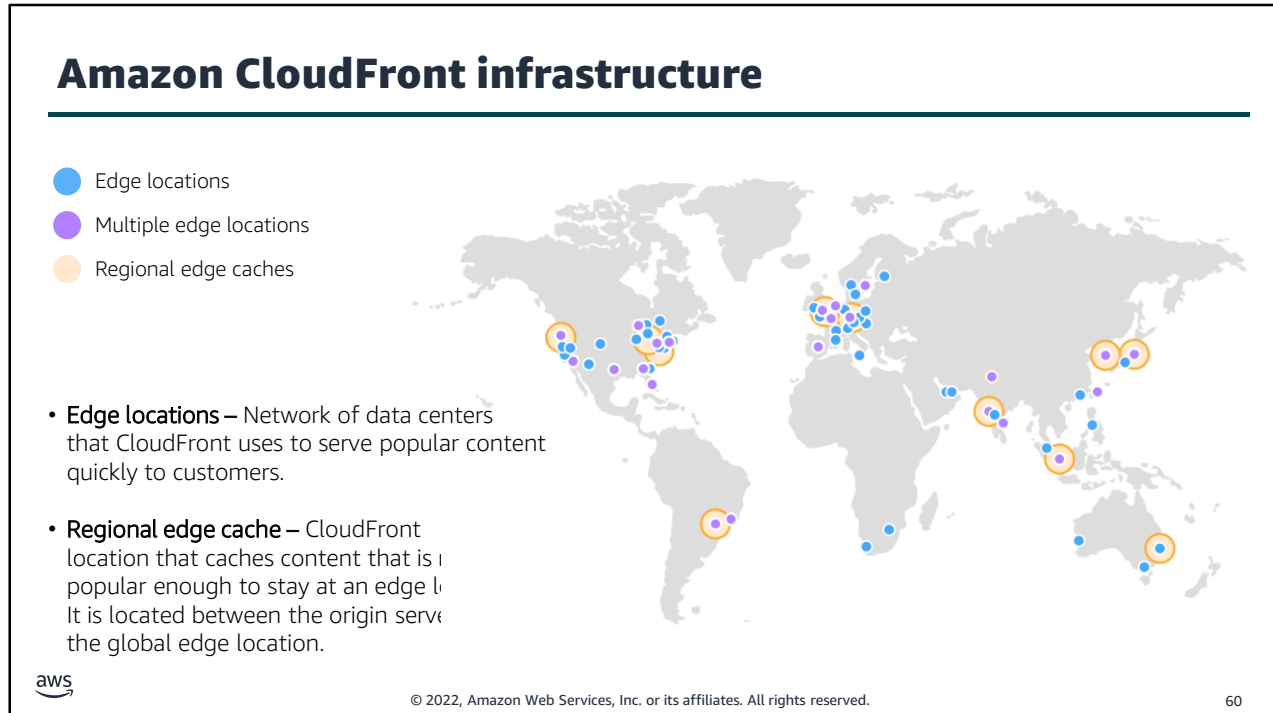 Amazon CloudFront infrastructure
Edge locations
Multiple edge locations
Regional edge caches
• Edge locations – Network of data centers
that CloudFront uses to serve popular content
quickly to customers.
• Regional edge cache – CloudFront
location that caches content that is
popular enough to stay at an edge
It is located between the origin
the global edge location.
aws
© 2022, Amazon Web Services, Inc. or its affiliates. All rights reserved.
60